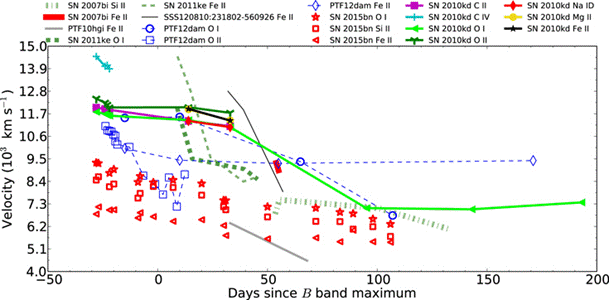 SN 2007bi Si II
SN 2007bi Fe II
PTF10hgi Fe II
SN 2011ke O I
SN 2011ke Fe II
SSS120810:231802-560926 Fe II
PTF12dam O I
PTF12dam O II
PTF12dam Fe II
SN 2015bn O I
SN 2015bn Si II
SN 2015bn Fe II
SN 2010kd C II
SN 2010kd C IV
SN 2010kd O I
SN 2010kd O II
SN 2010kd Na ID
SN 2010kd Mg II
SN 2010kd Fe II
Velocity (10³ km s⁻¹)
15.0
13.9
12.8
11.7
10.6
9.5
8.4
7.3
6.2
5.1
4.0
−50 0 50 100 150 200
Days since B band maximum